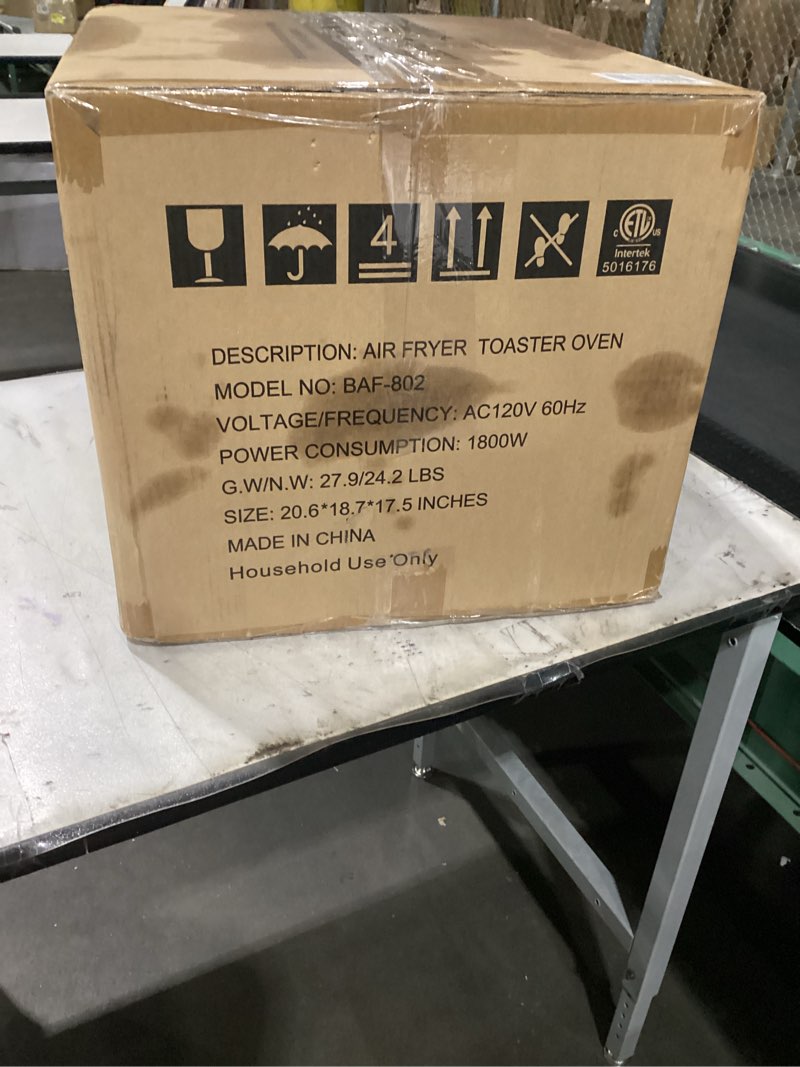 4
c ETL us
Intertek
5016176
DESCRIPTION: AIR FRYER TOASTER OVEN
MODEL NO: BAF-802
VOLTAGE/FREQUENCY: AC120V 60Hz
POWER CONSUMPTION: 1800W
G.W/N.W: 27.9/24.2 LBS
SIZE: 20.6*18.7*17.5 INCHES
MADE IN CHINA
Household Use Only